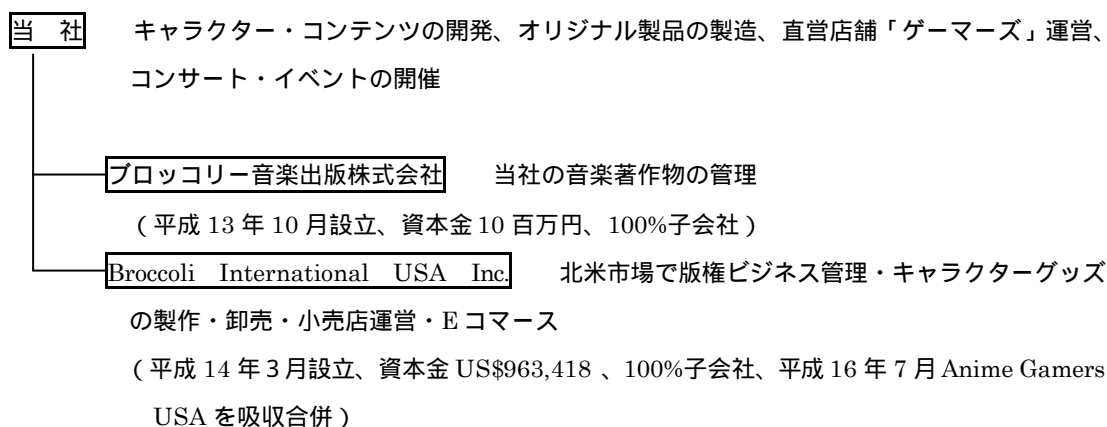 当　社　　キャラクター・コンテンツの開発、オリジナル製品の製造、直営店舗「ゲーマーズ」運営、
コンサート・イベントの開催
ブロッコリー音楽出版株式会社　　当社の音楽著作物の管理
（平成 13 年 10 月設立、資本金 10 百万円、100%子会社）
Broccoli International USA Inc.　　北米市場で版権ビジネス管理・キャラクターグッズ
の製作・卸売・小売店運営・E コマース
（平成 14 年３月設立、資本金 US$963,418 、100%子会社、平成 16 年 7 月 Anime Gamers
USA を吸収合併）